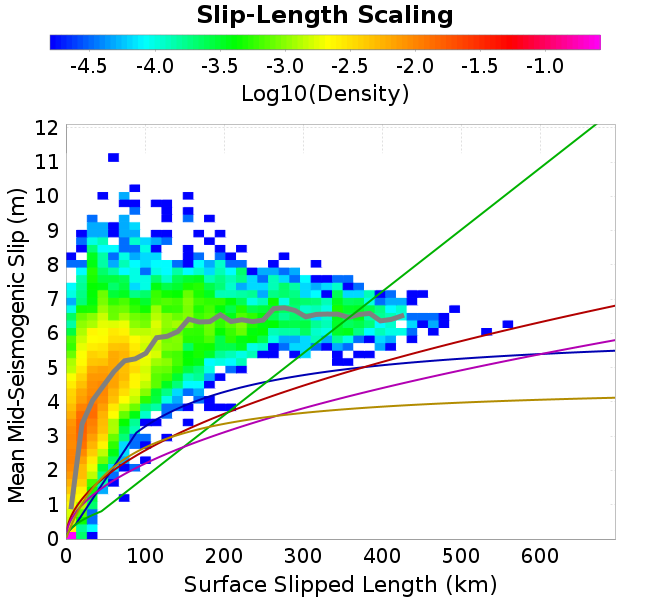 Slip-Length Scaling
-4.5 -4.0 -3.5 -3.0 -2.5 -2.0 -1.5 -1.0
Log10(Density)
12
11
10
9
8
7
6
5
4
3
2
1
0
Mean Mid-Seismogenic Slip (m)
0 100 200 300 400 500 600
Surface Slipped Length (km)